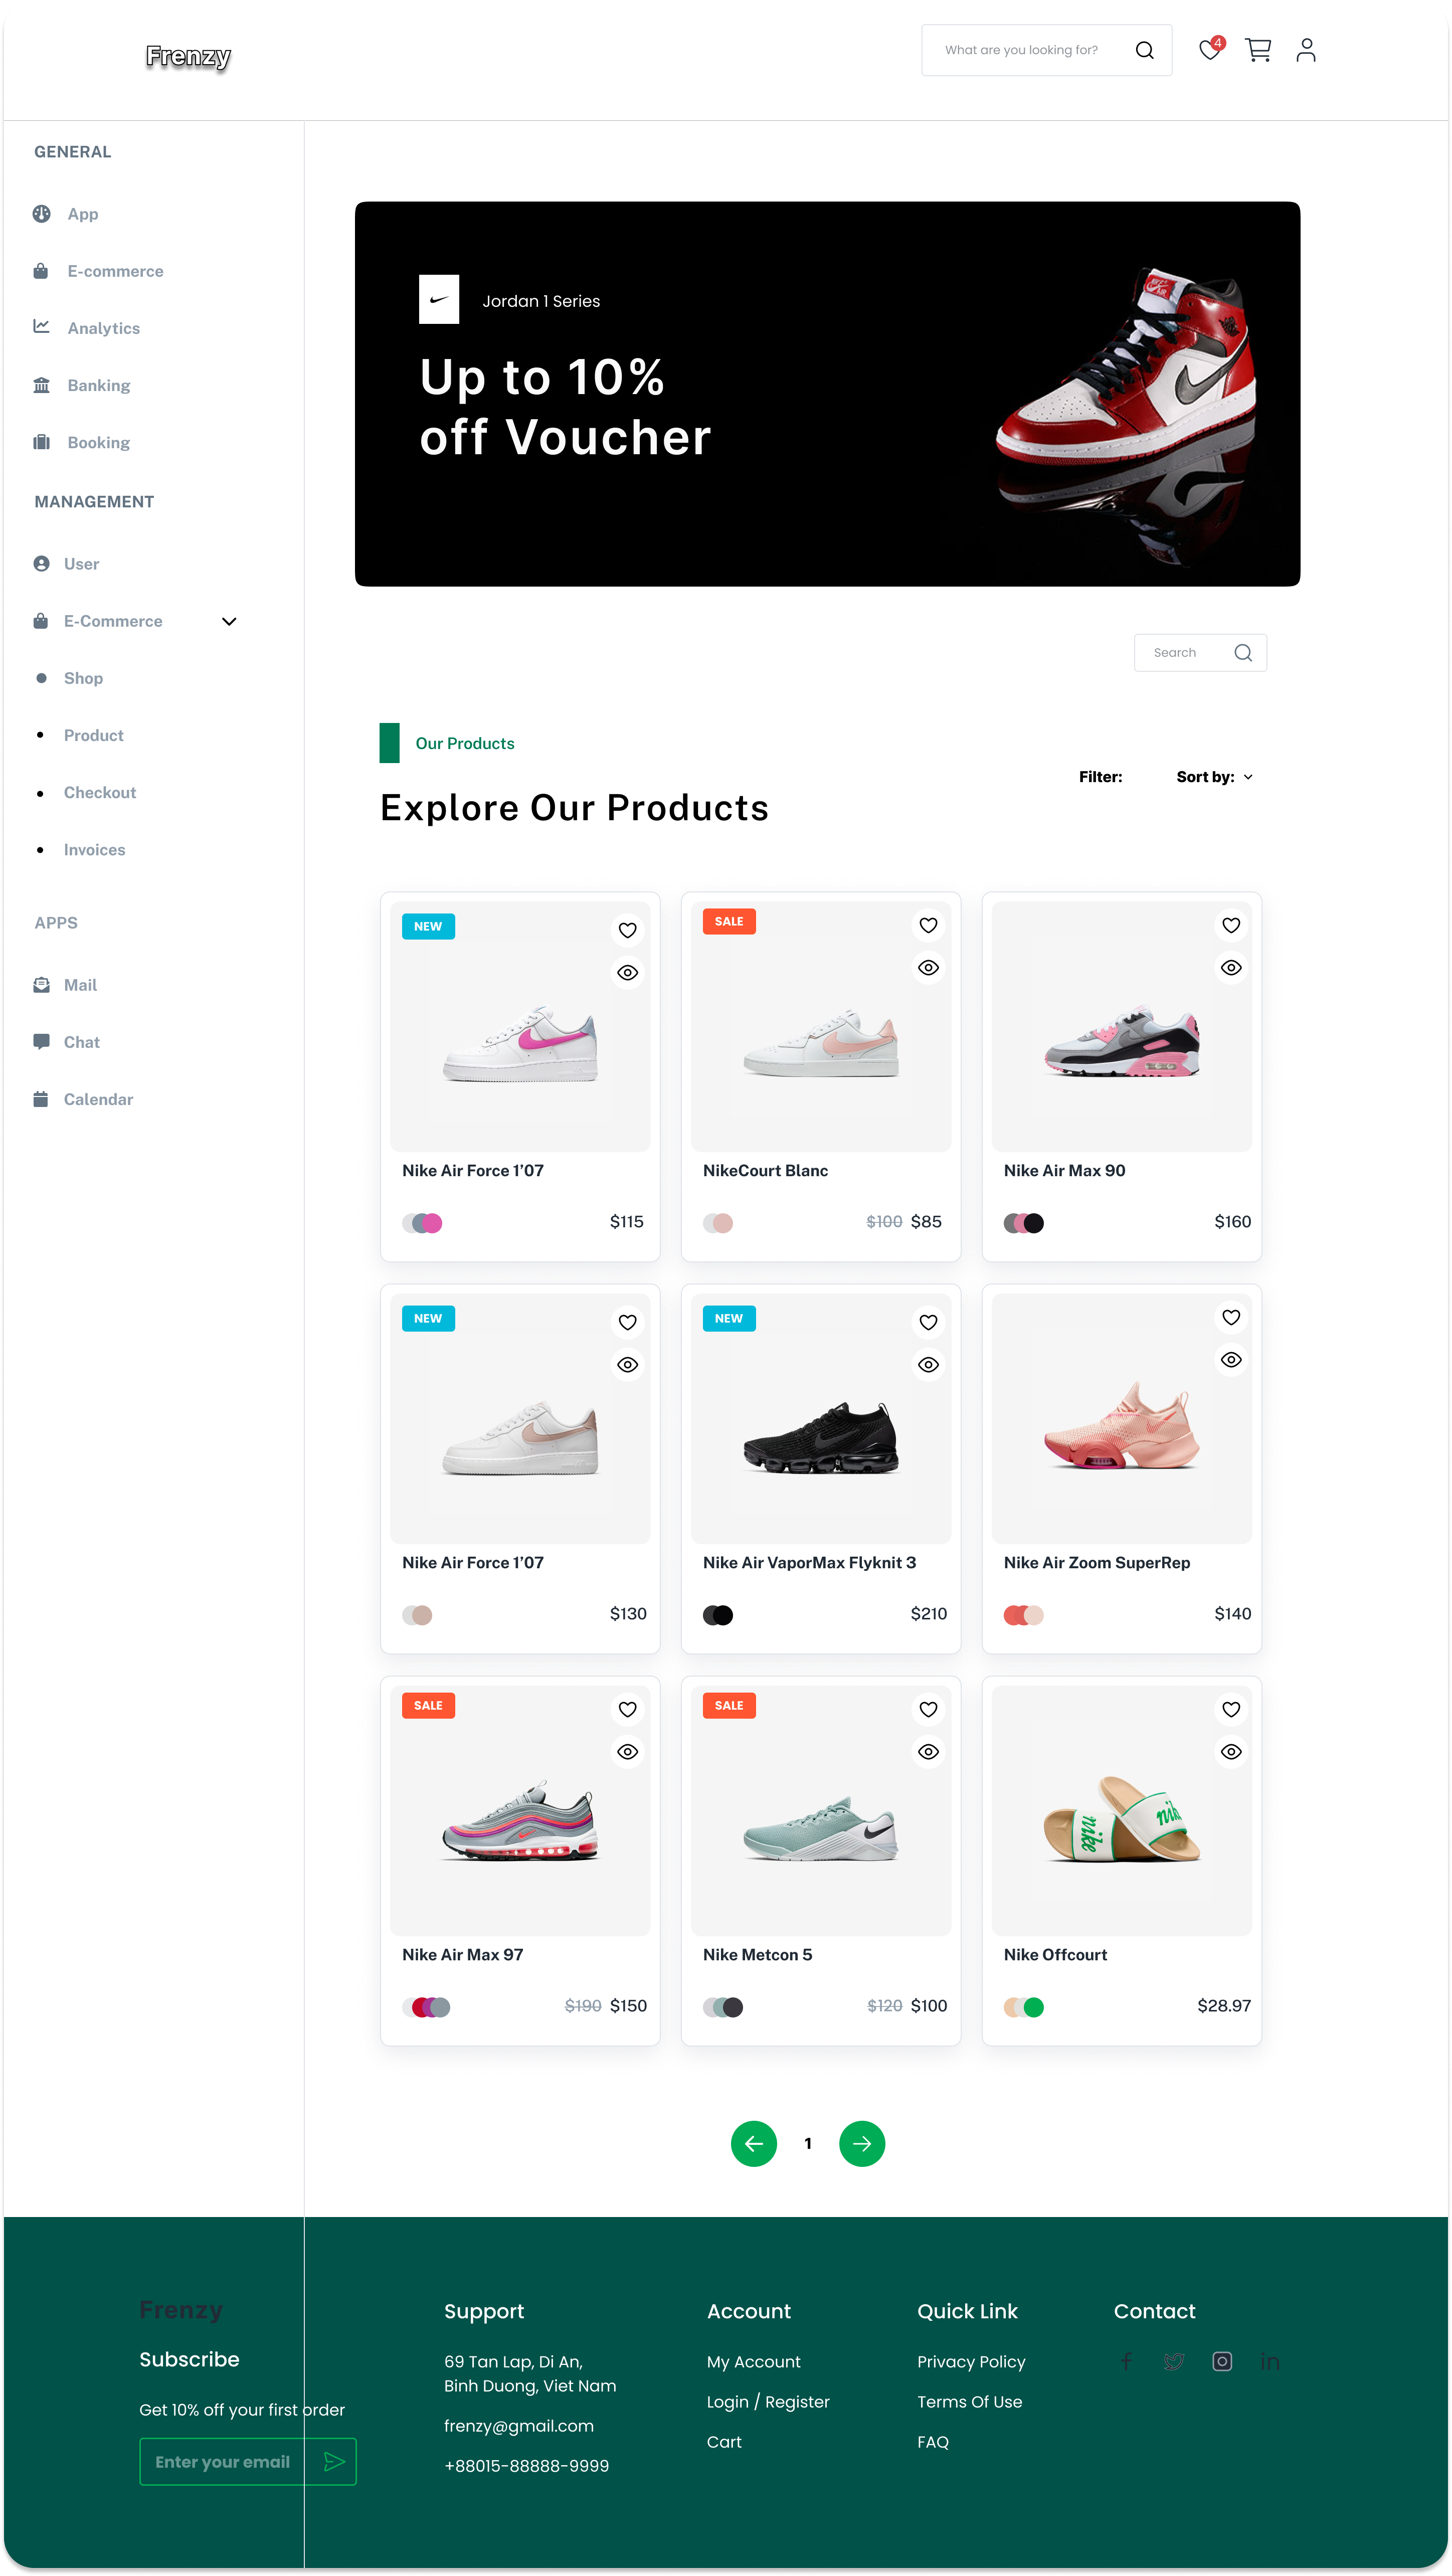 Frenzy
What are you looking for?
4
GENERAL
App
E-commerce
Analytics
Banking
Booking
MANAGEMENT
User
E-Commerce
Shop
Product
Checkout
Invoices
APPS
Mail
Chat
Calendar
Jordan 1 Series
Up to 10%
off Voucher
Search
Our Products
Explore Our Products
Filter:
Sort by:
NEW
Nike Air Force 1’07
$115
SALE
NikeCourt Blanc
$100 $85
Nike Air Max 90
$160
NEW
Nike Air Force 1’07
$130
NEW
Nike Air VaporMax Flyknit 3
$210
Nike Air Zoom SuperRep
$140
SALE
Nike Air Max 97
$190 $150
SALE
Nike Metcon 5
$120 $100
nike
nike
Nike Offcourt
$28.97
1
Frenzy
Subscribe
Get 10% off your first order
Enter your email
Support
69 Tan Lap, Di An,
Binh Duong, Viet Nam
frenzy@gmail.com
+88015-88888-9999
Account
My Account
Login / Register
Cart
Quick Link
Privacy Policy
Terms Of Use
FAQ
Contact